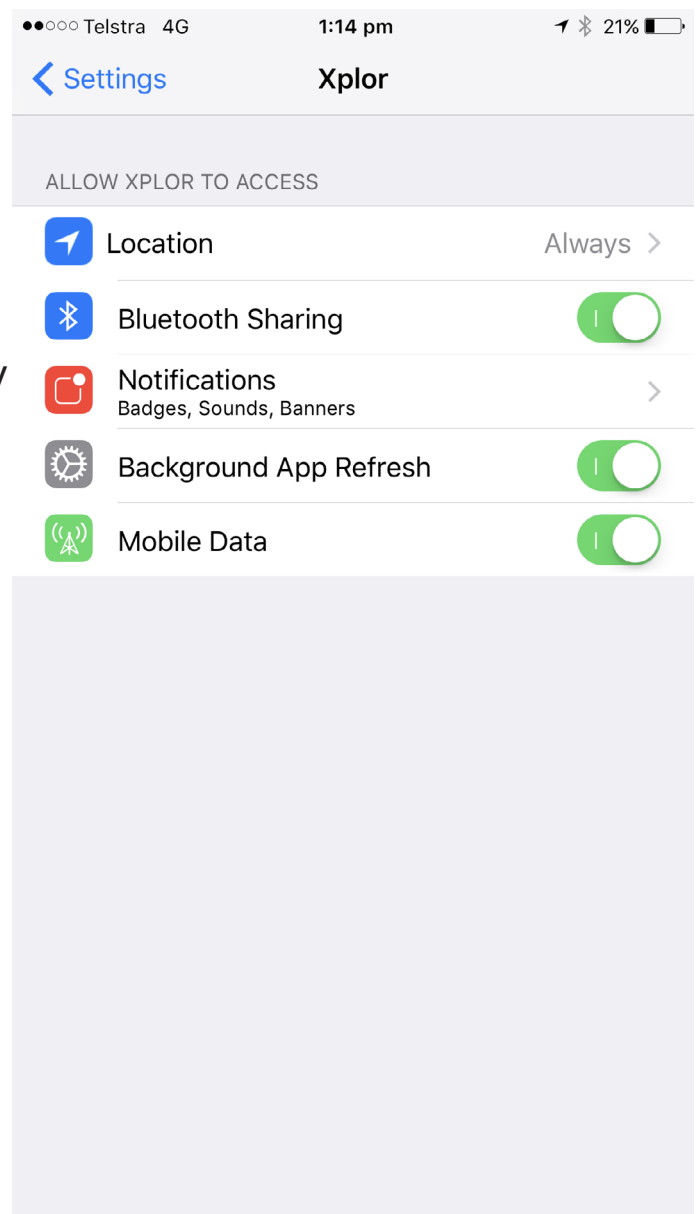 Telstra 4G 1:14 pm 21%
Settings Xplor
ALLOW XPLOR TO ACCESS
Location Always
Bluetooth Sharing
y
Notifications
Badges, Sounds, Banners
Background App Refresh
Mobile Data